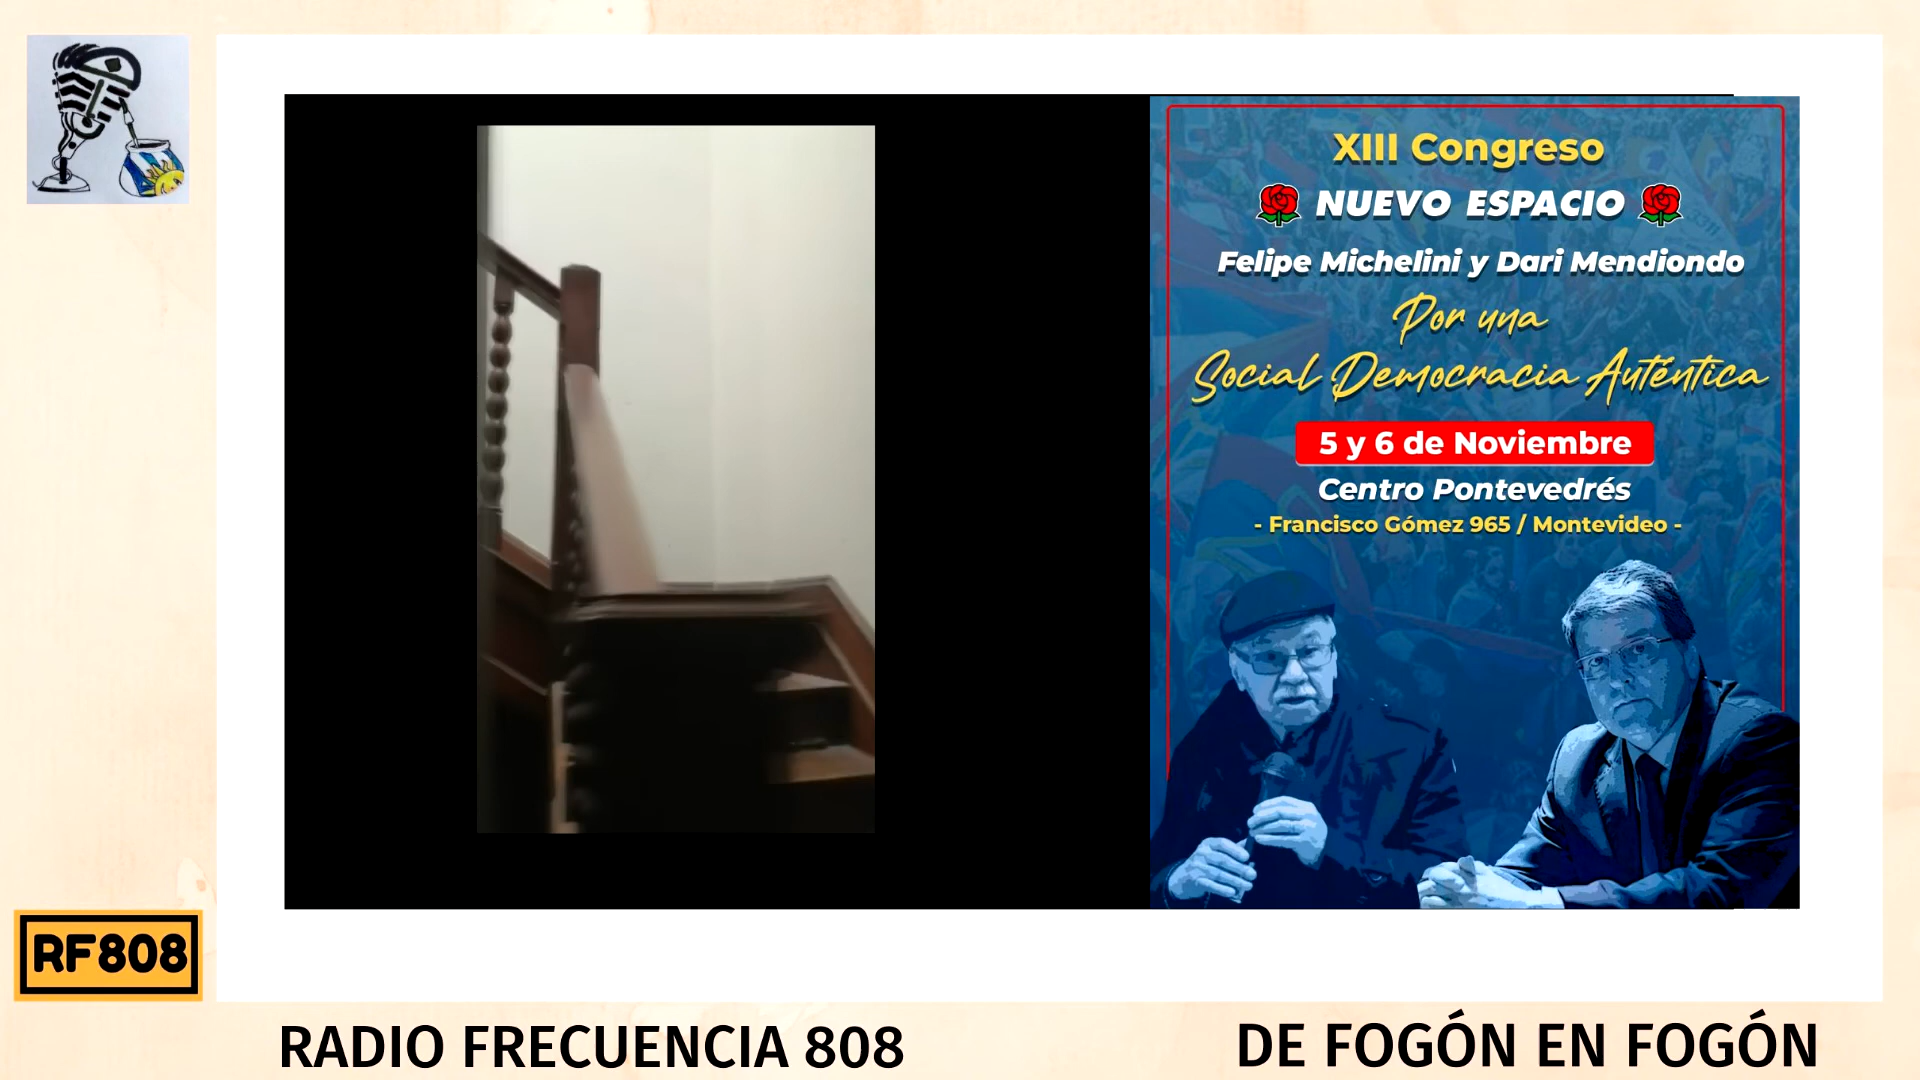 XIII Congreso
NUEVO ESPACIO
Felipe Michelini y Dari Mendiondo
Por una
Social Democracia Auténtica
5 y 6 de Noviembre
Centro Pontevedrés
- Francisco Gómez 965 / Montevideo -
RF808
RADIO FRECUENCIA 808
DE FOGÓN EN FOGÓN